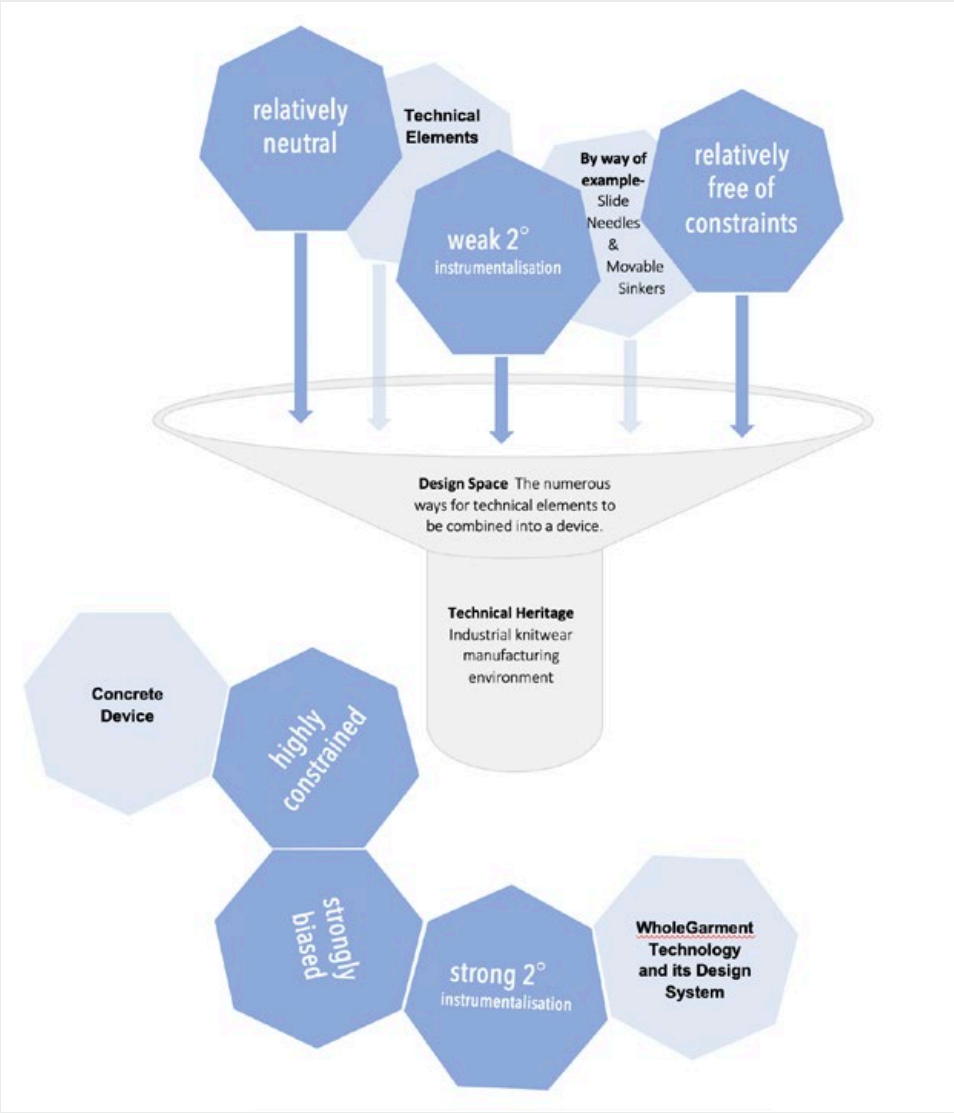 relatively
neutral
Technical
Elements
weak 2°
instrumentalisation
By way of
example-
Slide
Needles
&
Movable
Sinkers
relatively
free of
constraints
Design Space The numerous
ways for technical elements to
be combined into a device.
Technical Heritage
Industrial knitwear
manufacturing
environment
Concrete
Device
highly
constrained
strongly
biased
strong 2°
instrumentalisation
WholeGarment
Technology
and its Design
System